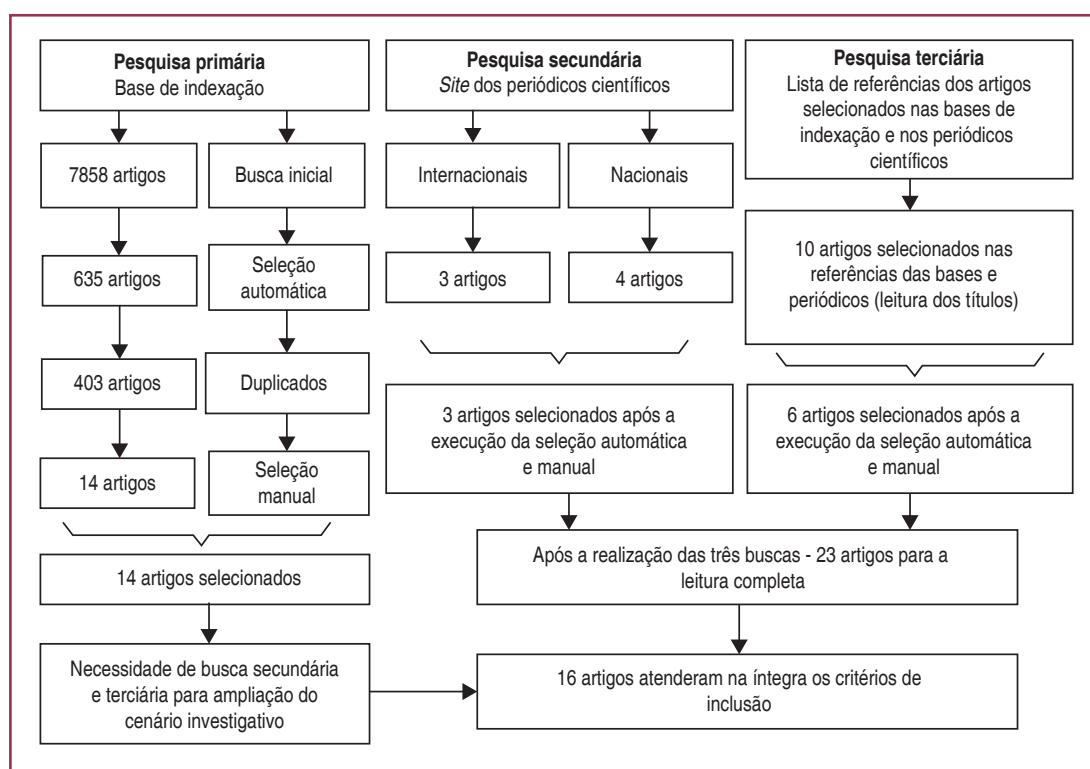 Pesquisa primária
Base de indexação
7858 artigos
Busca inicial
635 artigos
Seleção
automática
403 artigos
Duplicados
14 artigos
Seleção
manual
14 artigos selecionados
Necessidade de busca secundária
e terciária para ampliação do
cenário investigativo
Pesquisa secundária
Site dos periódicos científicos
Internacionais
Nacionais
3 artigos
4 artigos
3 artigos selecionados após a
execução da seleção automática
e manual
Pesquisa terciária
Lista de referências dos artigos
selecionados nas bases de
indexação e nos periódicos
científicos
10 artigos selecionados nas
referências das bases e
periódicos (leitura dos títulos)
6 artigos selecionados após a
execução da seleção automática
e manual
Após a realização das três buscas - 23 artigos para a
leitura completa
16 artigos atenderam na íntegra os critérios de
inclusão